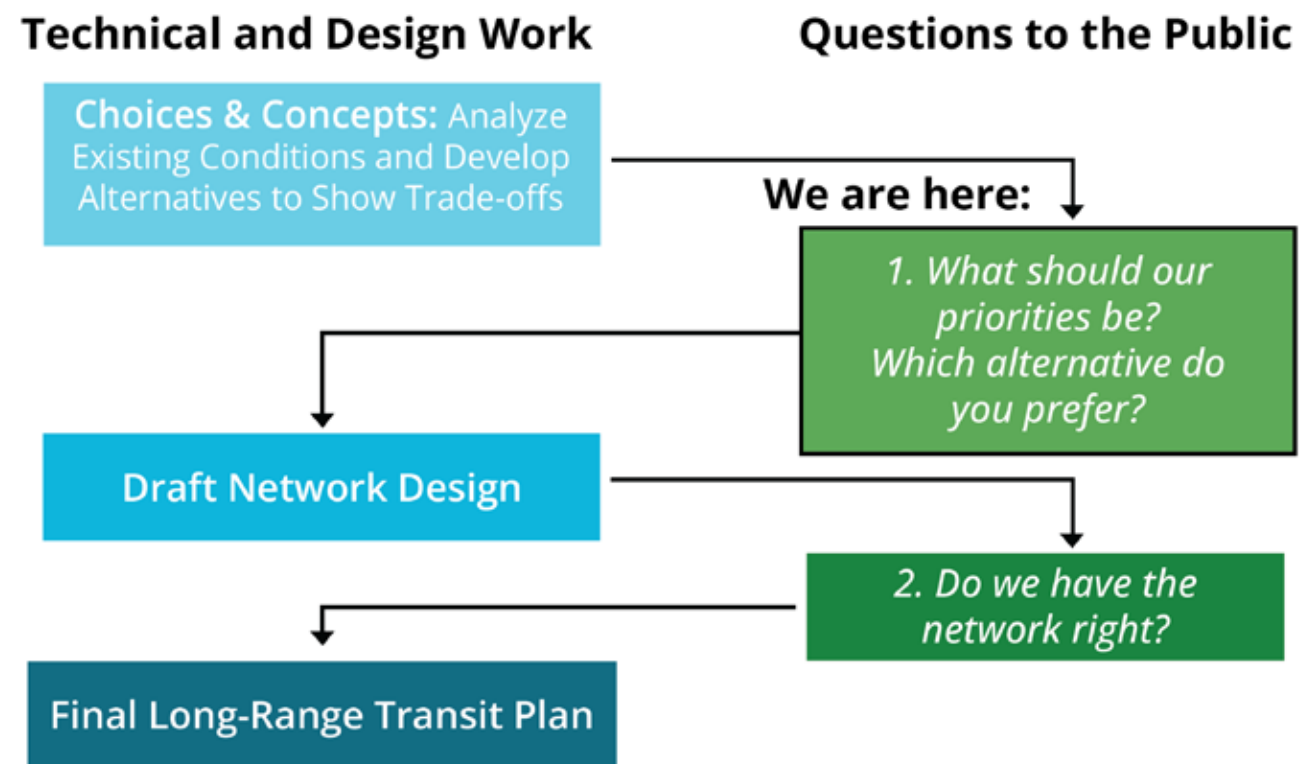 Technical and Design Work
Questions to the Public
Choices & Concepts: Analyze
Existing Conditions and Develop
Alternatives to Show Trade-offs
We are here:
1. What should our
priorities be?
Which alternative do
you prefer?
Draft Network Design
2. Do we have the
network right?
Final Long-Range Transit Plan